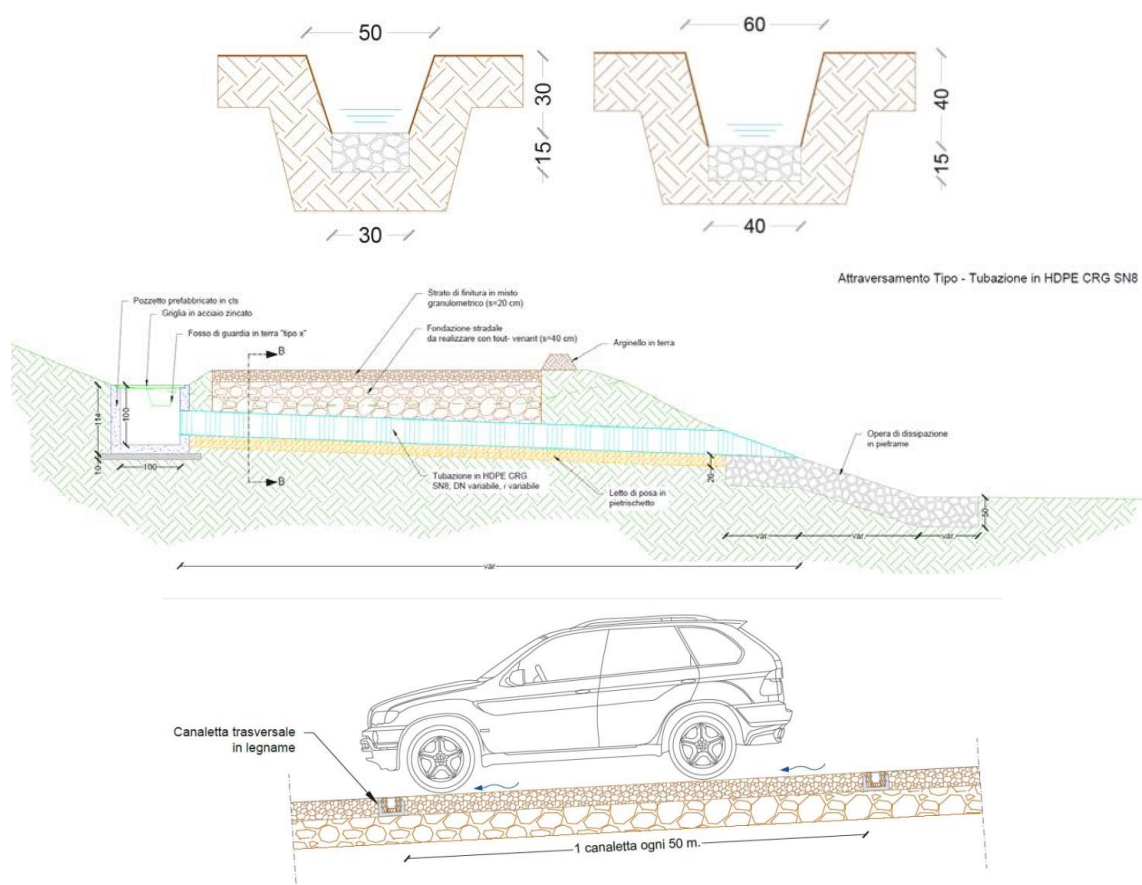 50
30
15
30
60
40
15
40
Attraversamento Tipo - Tubazione in HDPE CRG SN8
Pozzetto prefabbricato in cls
Griglia in acciaio zincato
Fosso di guardia in terra "tipo x"
Strato di finitura in misto
granulometrico (s=20 cm)
Fondazione stradale
da realizzare con tout- venant (s=40 cm)
Arginello in terra
B
B
114
100
10
100
Tubazione in HDPE CRG
SN8, DN variabile, i variabile
Letto di posa in
pietrischetto
Opera di dissipazione
in pietrame
20
50
var.
var.
var.
var
Canaletta trasversale
in legname
1 canaletta ogni 50 m.